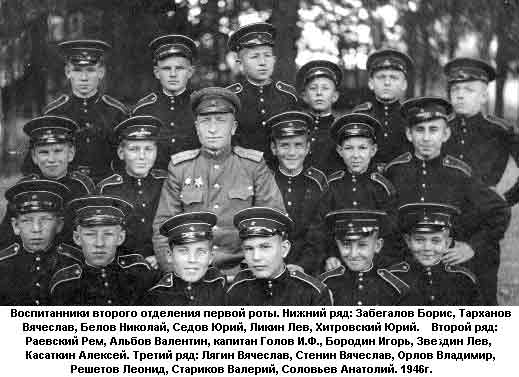 Воспитанники второго отделения первой роты. Нижний ряд: Забегалов Борис, Тарханов
Вячеслав, Белов Николай, Седов Юрий, Ликин Лев, Хитровский Юрий. Второй ряд:
Раевский Рем, Альбов Валентин, капитан Голов И.Ф., Бородин Игорь, Звездин Лев,
Касаткин Алексей. Третий ряд: Лягин Вячеслав, Стенин Вячеслав, Орлов Владимир,
Решетов Леонид, Стариков Валерий, Соловьев Анатолий. 1946г.